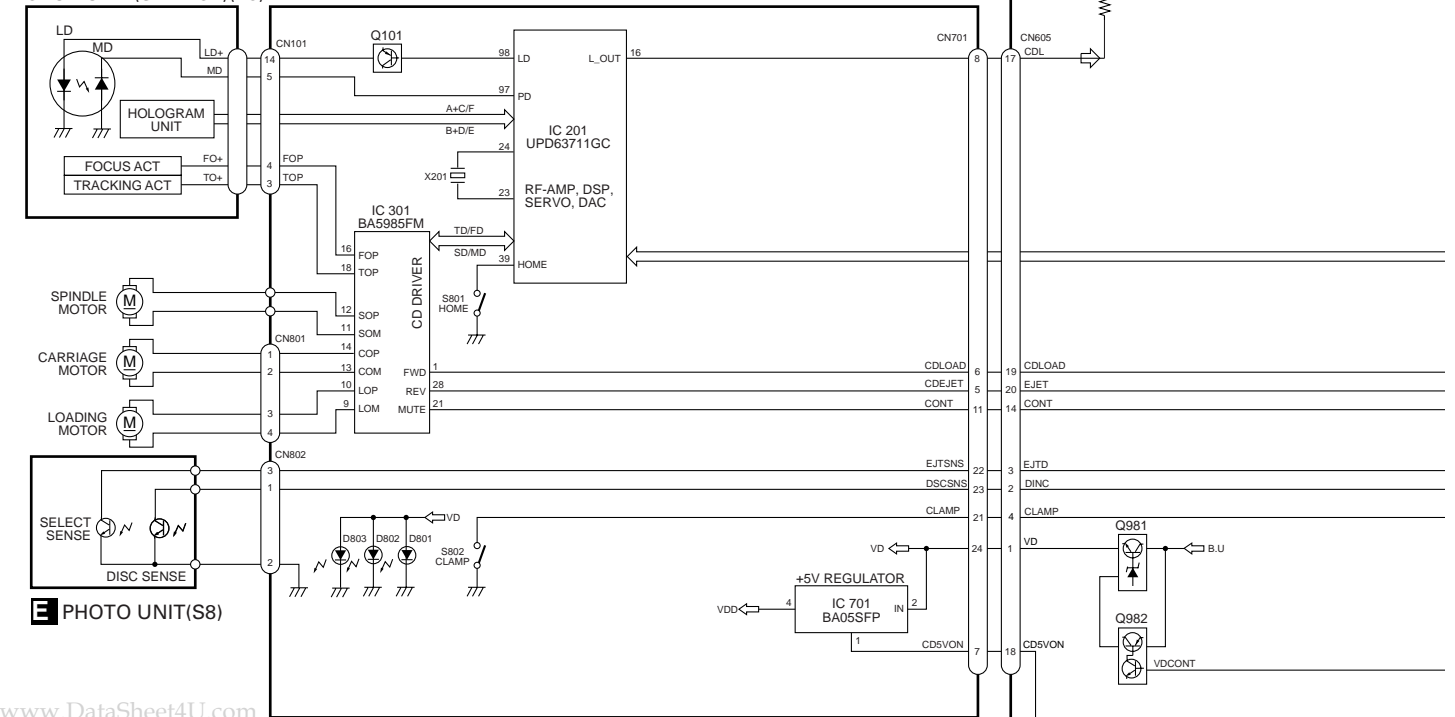 LD
MD
LD+
MD
HOLOGRAM
UNIT
FOCUS ACT
TRACKING ACT
FO+
TO+
CN101
14
5
4
3
FOP
TOP
Q101
A+C/F
B+D/E
98
LD
97
PD
24
X201
23
L_OUT
16
IC 201
UPD63711GC
RF-AMP, DSP,
SERVO, DAC
39
HOME
IC 301
BA5985FM
CD DRIVER
TD/FD
SD/MD
16
FOP
18
TOP
12
SOP
11
SOM
14
COP
13
COM
10
LOP
9
LOM
FWD
1
REV
28
MUTE
21
S801
HOME
SPINDLE
MOTOR
M
CARRIAGE
MOTOR
M
LOADING
MOTOR
M
CN801
1
2
3
4
CN802
3
1
2
SELECT
SENSE
DISC SENSE
E PHOTO UNIT(S8)
D803
D802
D801
VD
S802
CLAMP
CN701
8
CDLOAD
6
CDEJET
5
CONT
11
EJTSNS
22
DSCSNS
23
CLAMP
21
VD
24
+5V REGULATOR
IC 701
BA05SFP
VDD
4
IN
2
1
CD5VON
7
CN605
17
CDL
19
CDLOAD
20
EJET
14
CONT
3
EJTD
2
DINC
4
CLAMP
1
VD
18
CD5VON
Q981
B.U
Q982
VDCONT
www.DataSheet4U.com